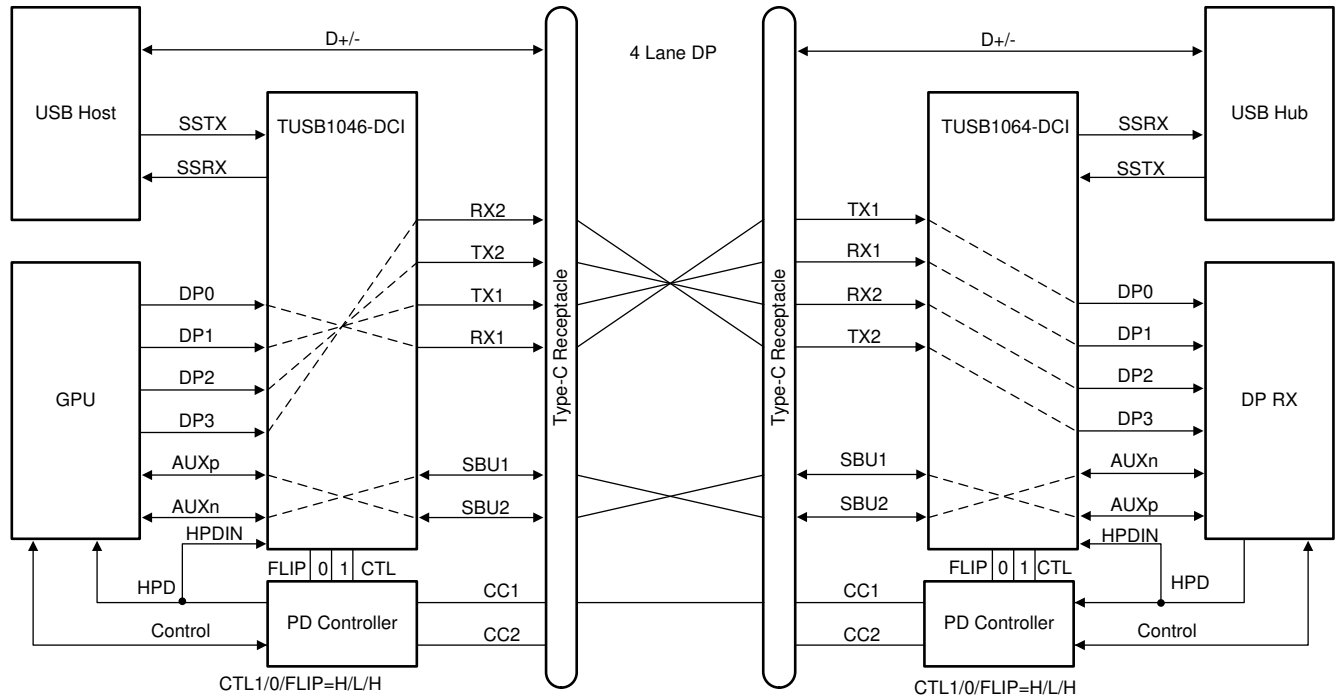 D+/-
4 Lane DP
D+/-
USB Host
TUSB1046-DCI
TUSB1064-DCI
USB Hub
SSTX
SSRX
SSRX
SSTX
RX2
TX2
TX1
RX1
TX1
RX1
RX2
TX2
Type-C Receptacle
Type-C Receptacle
GPU
DP0
DP1
DP2
DP3
AUXp
AUXn
HPDIN
SBU1
SBU2
SBU1
SBU2
DP0
DP1
DP2
DP3
AUXn
AUXp
HPDIN
DP RX
FLIP 0 1 CTL
FLIP 0 1 CTL
HPD
Control
PD Controller
CC1
CC2
CC1
CC2
PD Controller
HPD
Control
CTL1/0/FLIP=H/L/H
CTL1/0/FLIP=H/L/H